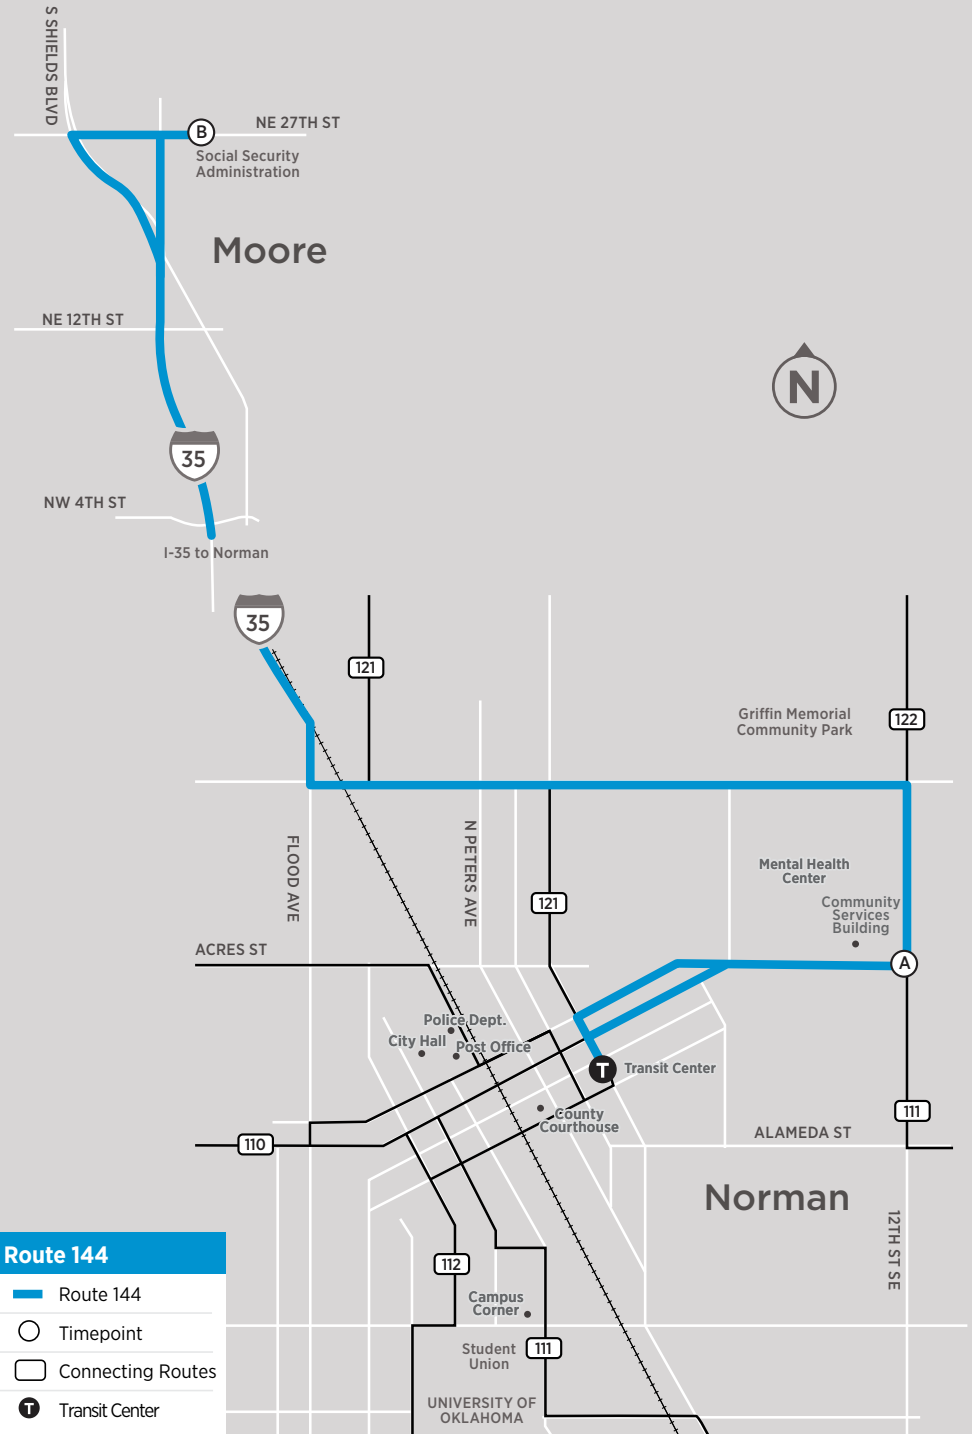 S SHIELDS BLVD
B
NE 27TH ST
Social Security
Administration
Moore
NE 12TH ST
N
35
NW 4TH ST
I-35 to Norman
35
121
Griffin Memorial
Community Park
122
FLOOD AVE
N PETERS AVE
Mental Health
Center
121
Community
Services
Building
ACRES ST
A
Police Dept.
City Hall
Post Office
T
Transit Center
County
Courthouse
111
110
ALAMEDA ST
Norman
12TH ST SE
112
Campus
Corner
Student
Union
111
UNIVERSITY OF
OKLAHOMA
Route 144
Route 144
Timepoint
Connecting Routes
T
Transit Center